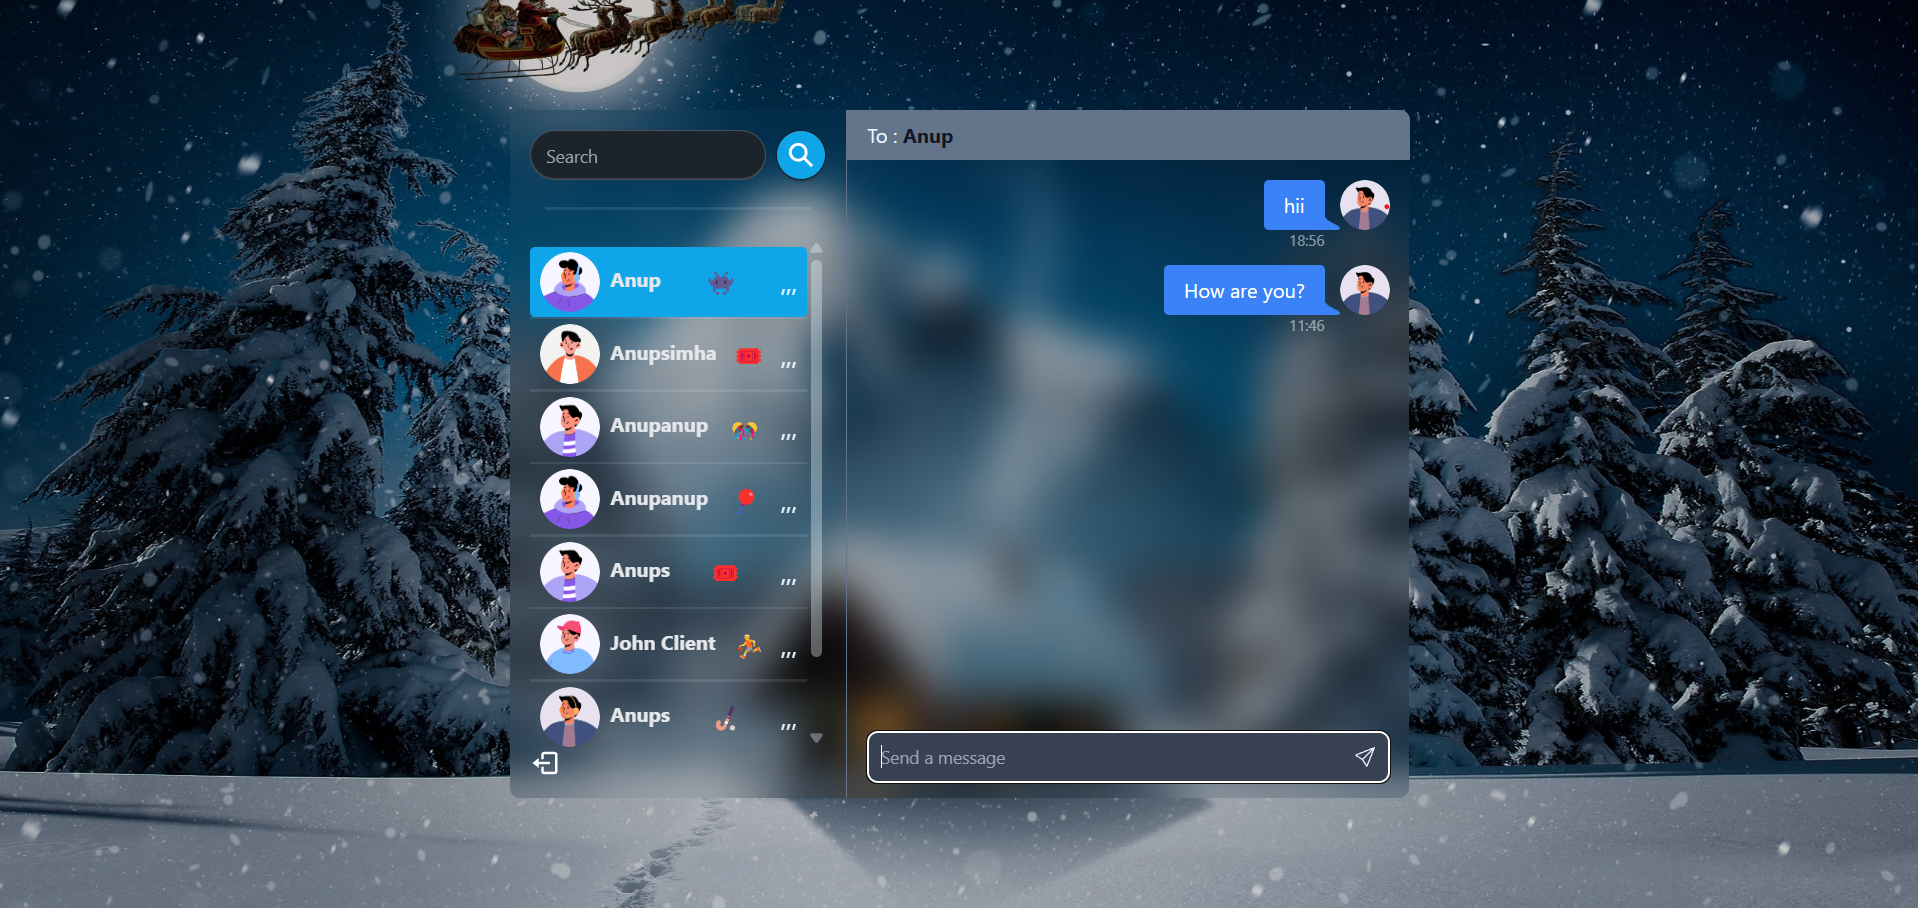 Search
Anup
,,,
Anupsimha
,,,
Anupanup
,,,
Anupanup
,,,
Anups
,,,
John Client
,,,
Anups
,,,
To : Anup
hii
18:56
How are you?
11:46
Send a message